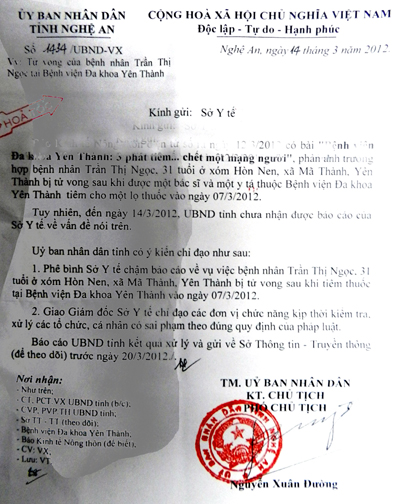 ỦY BAN NHÂN DÂN
TỈNH NGHỆ AN
CỘNG HOÀ XÃ HỘI CHỦ NGHĨA VIỆT NAM
Độc lập - Tự do - Hạnh phúc
Số 1434/UBND-VX
V/v Tử vong của bệnh nhân Trần Thị
Ngọc tại Bệnh viện Đa khoa Yên Thành
Nghệ An, ngày 14 tháng 3 năm 2012
HOẢ
Kính gửi: Sở Y tế
12/3/2012 có bài "Bệnh viện
Đa khoa Yên Thành: 3 phát tiêm... chết một mạng người", phản ánh trường
hợp bệnh nhân Trần Thị Ngọc, 31 tuổi ở xóm Hòn Nen, xã Mã Thành, Yên
Thành bị tử vong sau khi được một bác sĩ và một y tá thuộc Bệnh viện Đa khoa
Yên Thành tiêm cho một lọ thuốc vào ngày 07/3/2012.
Tuy nhiên, đến ngày 14/3/2012, UBND tỉnh chưa nhận được báo cáo của
Sở Y tế về vấn đề nói trên.
Uỷ ban nhân dân tỉnh có ý kiến chỉ đạo như sau:
1. Phê bình Sở Y tế chậm báo cáo về vụ việc bệnh nhân Trần Thị Ngọc, 31
tuổi ở xóm Hòn Nen, xã Mã Thành, Yên Thành bị tử vong sau khi tiêm thuốc
tại Bệnh viện Đa khoa Yên Thành vào ngày 07/3/2012.
2. Giao Giám đốc Sở Y tế chỉ đạo các đơn vị chức năng kịp thời kiểm tra,
xử lý các tổ chức, cá nhân có sai phạm theo đúng quy định của pháp luật.
Báo cáo UBND tỉnh kết quả xử lý và gửi về Sở Thông tin - Truyền thông
(để theo dõi) trước ngày 20/3/2012./.
Nơi nhận:
- Như trên;
- CT, PCT VX UBND tỉnh (b/c);
- CVP, PVP TH UBND tỉnh,
- Sở TT - TT (theo dõi);
- Bệnh viện Đa khoa Yên Thành,
- Báo Kinh tế Nông thôn (để biết),
- CV: VX,
- Lưu: VT
TM. UỶ BAN NHÂN DÂN
KT. CHỦ TỊCH
PHÓ CHỦ TỊCH
Nguyễn Xuân Đường